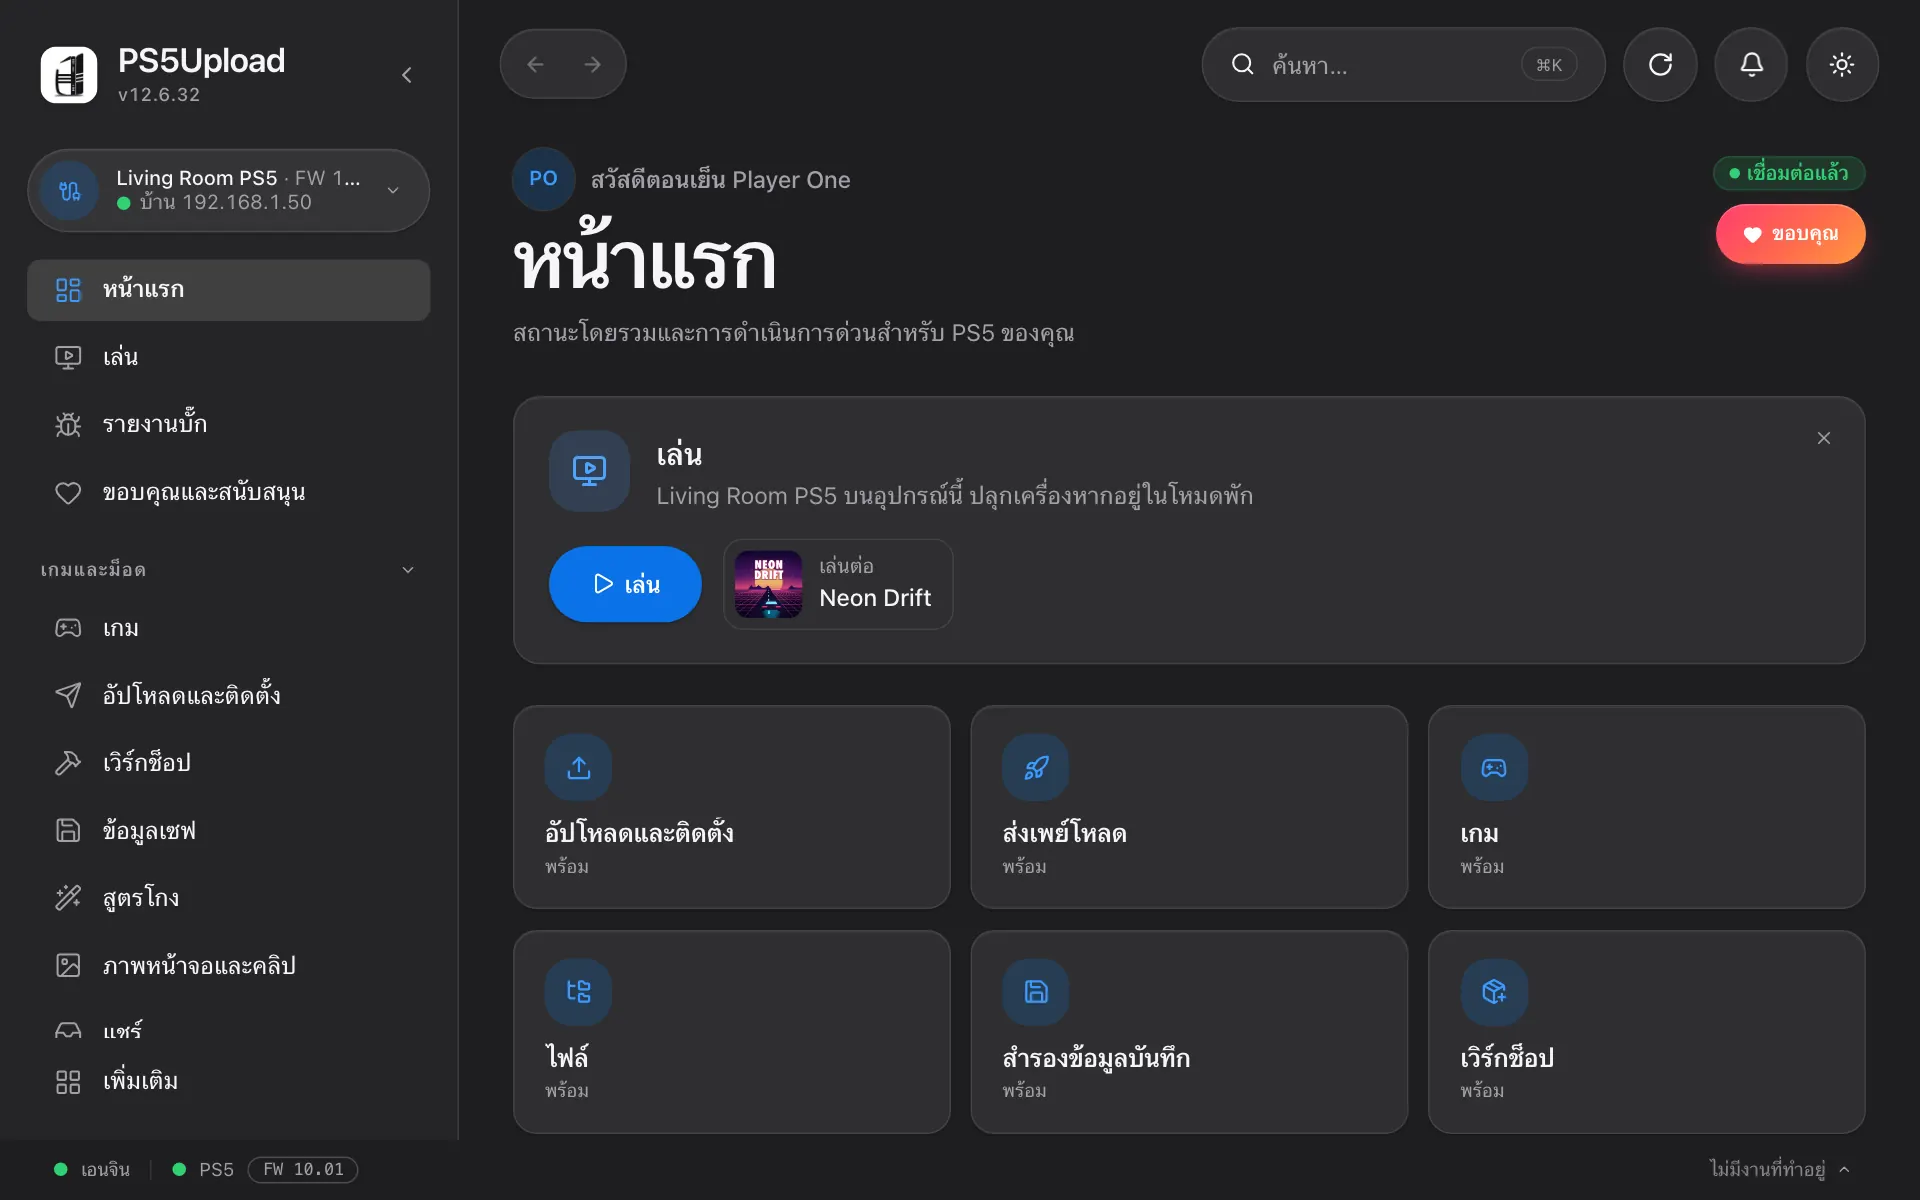 PS5Upload
v12.6.32
Living Room PS5 · FW 1...
บ้าน 192.168.1.50
หน้าแรก
เล่น
รายงานบั๊ก
ขอบคุณและสนับสนุน
เกมและม็อด
เกม
อัปโหลดและติดตั้ง
เวิร์กช็อป
ข้อมูลเซฟ
สูตรโกง
ภาพหน้าจอและคลิป
แชร์
เพิ่มเติม
ค้นหา...
⌘K
PO
สวัสดีตอนเย็น Player One
หน้าแรก
สถานะโดยรวมและการดำเนินการด่วนสำหรับ PS5 ของคุณ
เชื่อมต่อแล้ว
ขอบคุณ
เล่น
Living Room PS5 บนอุปกรณ์นี้ ปลุกเครื่องหากอยู่ในโหมดพัก
เล่น
NEON
DRIFT
เล่นต่อ
Neon Drift
อัปโหลดและติดตั้ง
พร้อม
ส่งเพย์โหลด
พร้อม
เกม
พร้อม
ไฟล์
พร้อม
สำรองข้อมูลบันทึก
พร้อม
เวิร์กช็อป
พร้อม
เอนจิน
PS5
FW 10.01
ไม่มีงานที่ทำอยู่